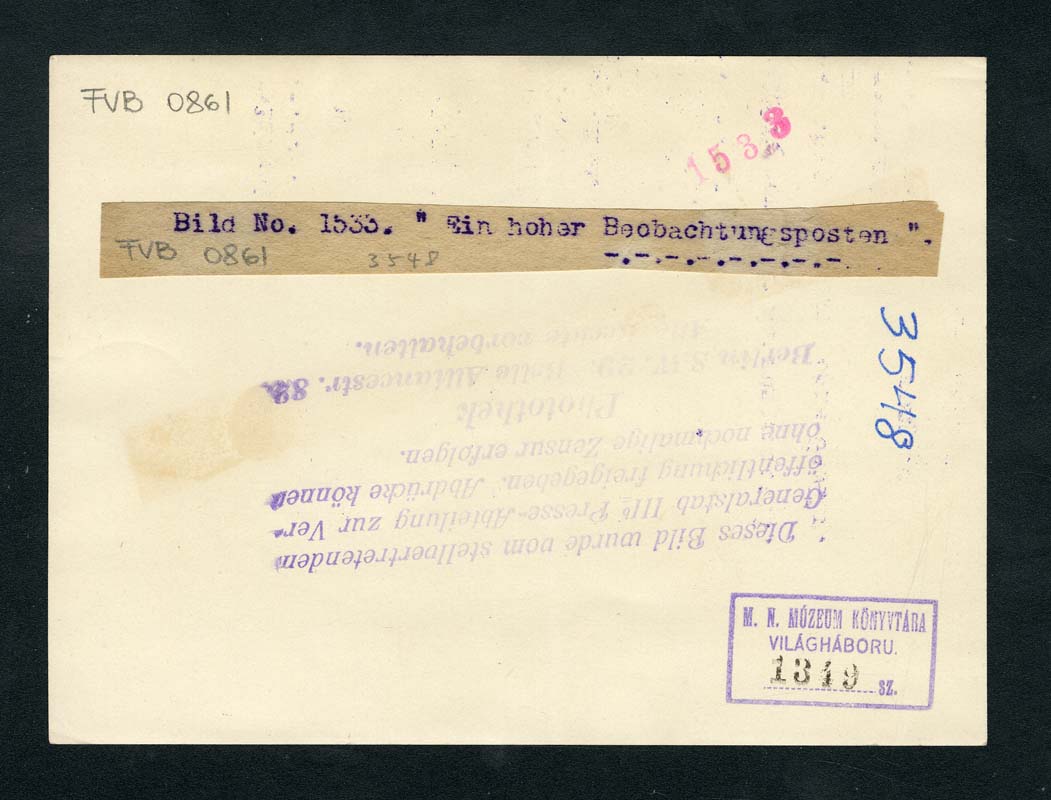 FVB 0861
1533
Bild No. 1533. " Ein hoher Beobachtungsposten ".
-.-.-.-.-.-.-.-
FVB 0861 3548
3548
"Dieses Bild wurde vom stellvertretenden
Generalstab IIIb Presse-Abteilung zur Ver-
öffentlichung freigegeben. Abdrücke können
ohne nochmalige Zensur erfolgen.
Photothek
Berlin S.W. 29. Belle Alliancestr. 82.
Alle Rechte vorbehalten.
M. N. MÚZEUM KÖNYVTÁRA
VILÁGHÁBORU.
1349 SZ.